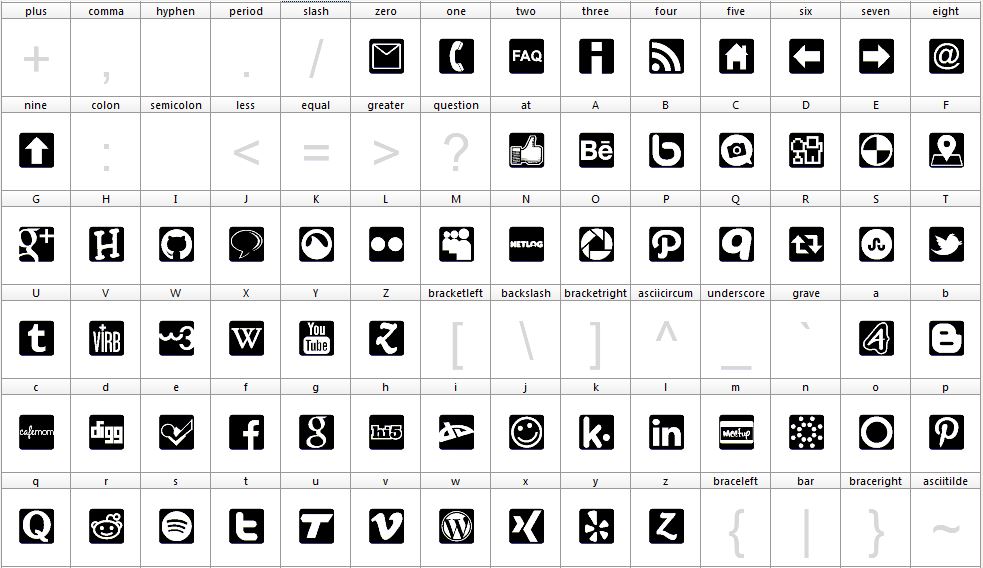 plus comma hyphen period slash zero one two three four five six seven eight
+ , . / FAQ i @
nine colon semicolon less equal greater question at A B C D E F
: < = > ? Bē b
G H I J K L M N O P Q R S T
g+ H NETLOG P q
U V W X Y Z bracketleft backslash bracketright asciicircum underscore grave a b
t VIRB w3 W You Tube Z [ \ ] ^ _ ` A B
c d e f g h i j k l m n o p
cafemom digg f g hi5 k. in Meetup P
q r s t u v w x y z braceleft bar braceright asciitilde
Q t T V W X Z { | } ~